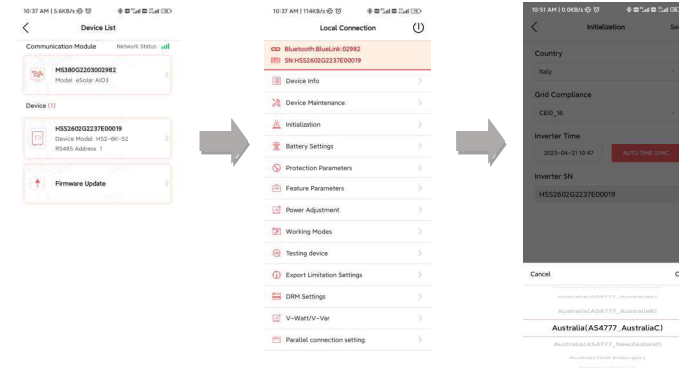 10:37 AM | 5.6KB/s
Device List
Communication Module
Network Status
M5380G2203002982
Model eSolar AIO3
Device (1)
HSS2602G2237E00019
Device Model HS2-6K-S2
RS485 Address 1
Firmware Update
10:37 AM | 114KB/s
Local Connection
Bluetooth:BlueLink:02982
SN:HSS2602G2237E00019
Device Info
Device Maintenance
Initialization
Battery Settings
Protection Parameters
Feature Parameters
Power Adjustment
Working Modes
Testing device
Export Limitation Settings
DRM Settings
V-Watt/V-Var
Parallel connection setting
10:51 AM | 0.0KB/s
Initialization
Country
Italy
Grid Compliance
CEI0_16
Inverter Time
2023-04-21 10:47
AUTO TIME SYNC.
Inverter SN
HSS2602G2237E00019
Cancel
Australia(AS4777_AustraliaA)
Australia(AS4777_AustraliaB)
Australia(AS4777_AustraliaC)
Australia(AS4777_NewZealand)